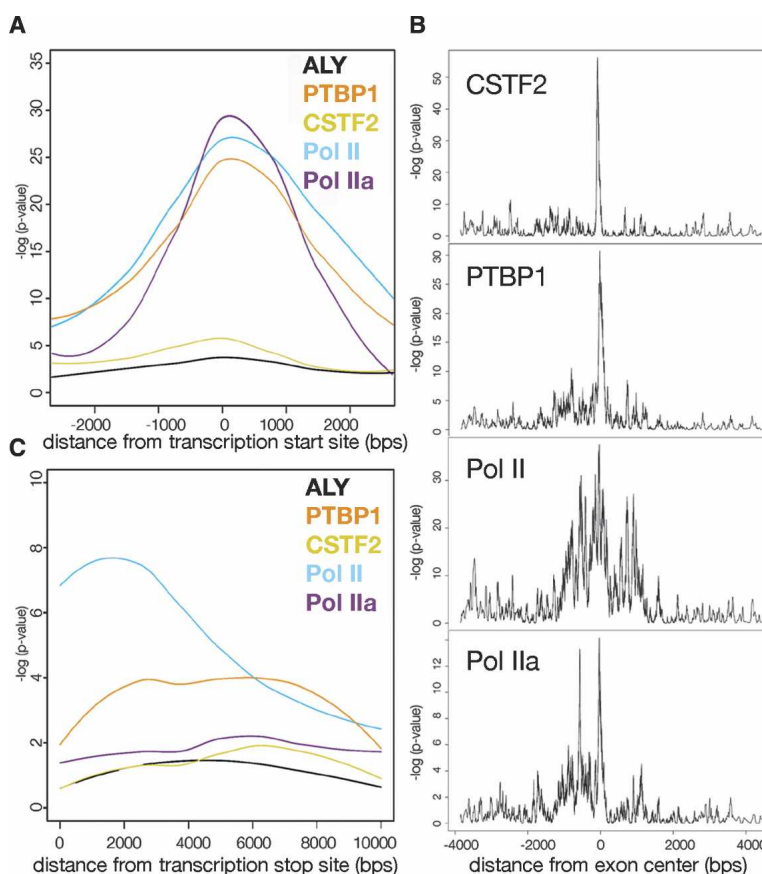 A
35
30
25
20
15
10
5
0
-log (p-value)
ALY
PTBP1
CSTF2
Pol II
Pol IIa
-2000 -1000 0 1000 2000
distance from transcription start site (bps)
B
CSTF2
50
40
30
20
10
0
-log (p-value)
PTBP1
30
25
20
15
10
5
0
-log (p-value)
Pol II
30
20
10
0
-log (p-value)
Pol IIa
12
10
8
6
4
2
0
-log (p-value)
-4000 -2000 0 2000 4000
distance from exon center (bps)
C
10
8
6
4
2
0
-log (p-value)
ALY
PTBP1
CSTF2
Pol II
Pol IIa
0 2000 4000 6000 8000 10000
distance from transcription stop site (bps)